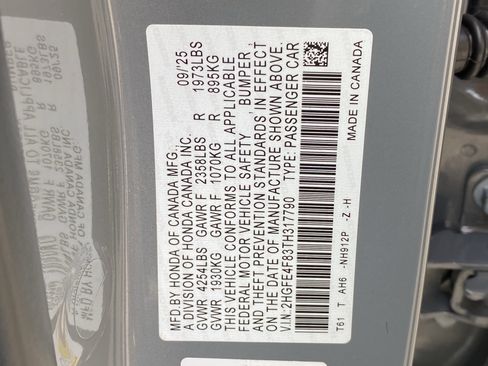 MFD.BY HONDA OF CANADA MFG., 09/25
A DIVISION OF HONDA CANADA INC.
GVWR 4254LBS GAWR F 2358LBS R 1973LBS
GVWR 1930KG GAWR F 1070KG R 895KG
THIS VEHICLE CONFORMS TO ALL APPLICABLE
FEDERAL MOTOR VEHICLE SAFETY BUMPER,
AND THEFT PREVENTION STANDARDS IN EFFECT
ON THE DATE OF MANUFACTURE SHOWN ABOVE.
V.I.N: 2HGFE4F83TH317790 TYPE: PASSENGER CAR
T61 T AH6 -NH912P -Z -H
MADE IN CANADA